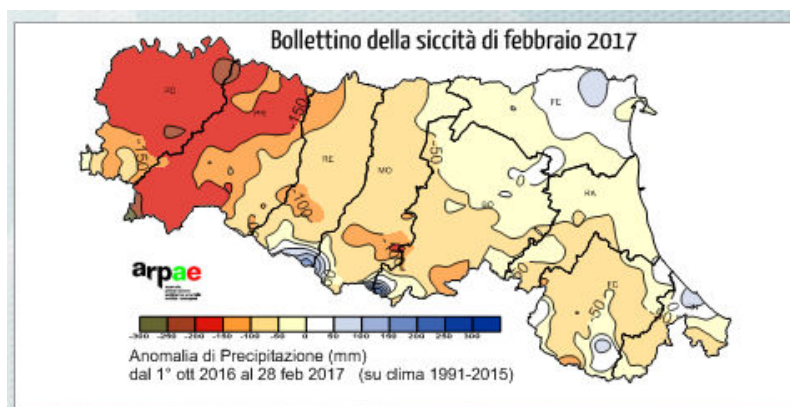 Bollettino della siccità di febbraio 2017
PC
PR
-150
FE
-150
RE
MO
-50
BO
RA
-100
FC
-50
RN
arpae
-300 -250 -200 -150 -100 -50 0 50 100 150 200 250 300
Anomalia di Precipitazione (mm)
dal 1° ott 2016 al 28 feb 2017 (su clima 1991-2015)